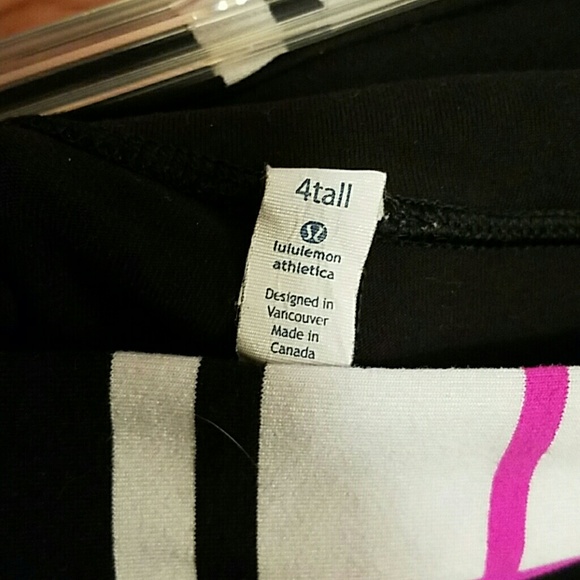 4tall
lululemon
athletica
Designed in
Vancouver
Made in
Canada